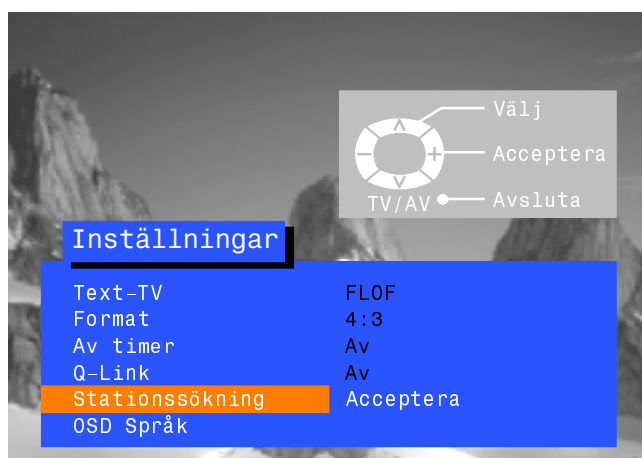 Välj
Acceptera
TV/AV Avsluta
Inställningar
Text-TV FLOF
Format 4:3
Av timer Av
Q-Link Av
Stationssökning Acceptera
OSD Språk